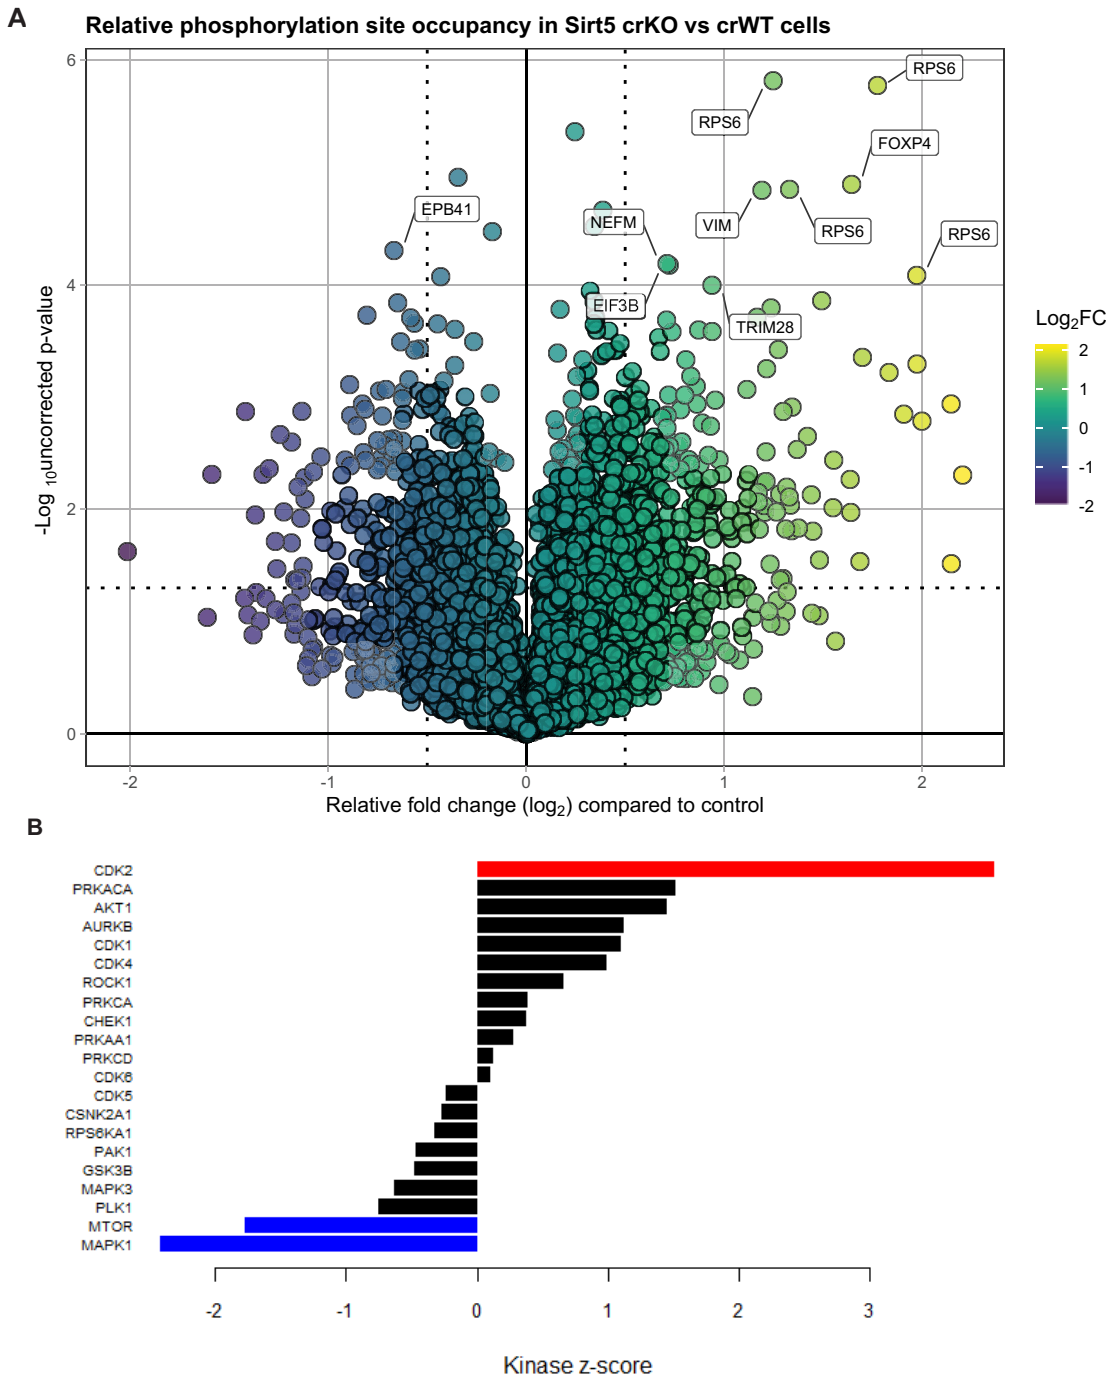 A
Relative phosphorylation site occupancy in Sirt5 crKO vs crWT cells
6
4
2
0
-Log 10uncorrected p-value
RPS6
RPS6
FOXP4
EPB41
NEFM
VIM
RPS6
RPS6
EIF3B
TRIM28
-2
-1
0
1
2
Relative fold change (log2) compared to control
Log2FC
2
1
0
-1
-2
B
CDK2
PRKACA
AKT1
AURKB
CDK1
CDK4
ROCK1
PRKCA
CHEK1
PRKAA1
PRKCD
CDK6
CDK5
CSNK2A1
RPS6KA1
PAK1
GSK3B
MAPK3
PLK1
MTOR
MAPK1
-2
-1
0
1
2
3
Kinase z-score